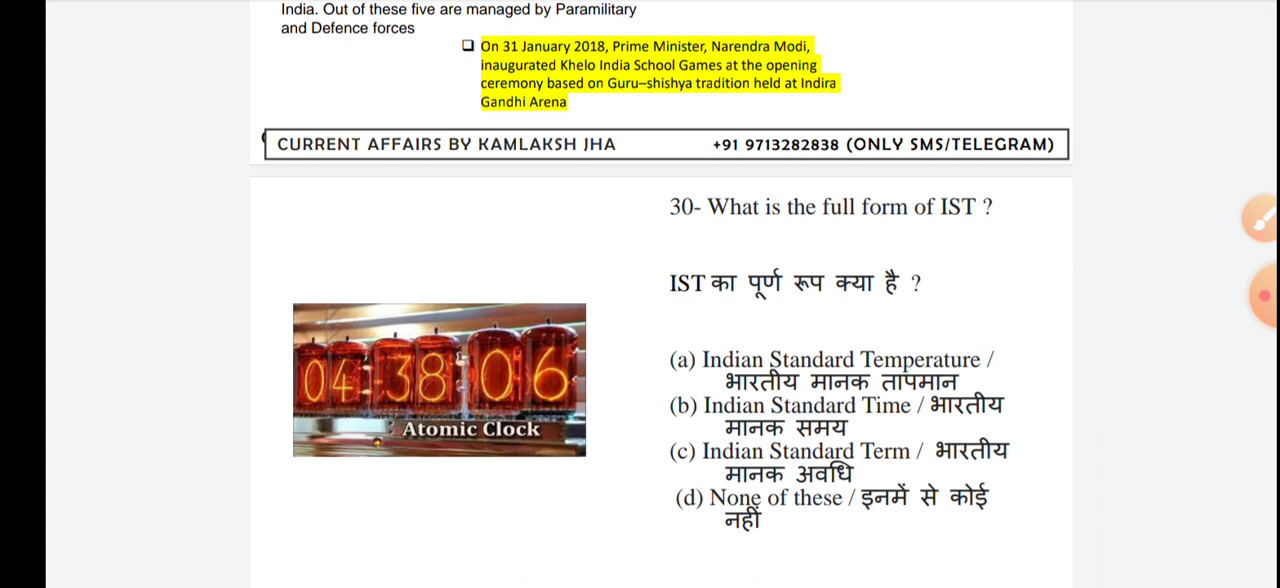 India. Out of these five are managed by Paramilitary
and Defence forces
On 31 January 2018, Prime Minister, Narendra Modi,
inaugurated Khelo India School Games at the opening
ceremony based on Guru–shishya tradition held at Indira
Gandhi Arena
CURRENT AFFAIRS BY KAMLAKSH JHA +91 9713282838 (ONLY SMS/TELEGRAM)
30- What is the full form of IST ?
IST का पूर्ण रूप क्या है ?
04:38:06
Atomic Clock
(a) Indian Standard Temperature /
भारतीय मानक तापमान
(b) Indian Standard Time / भारतीय
मानक समय
(c) Indian Standard Term / भारतीय
मानक अवधि
(d) None of these / इनमें से कोई
नहीं